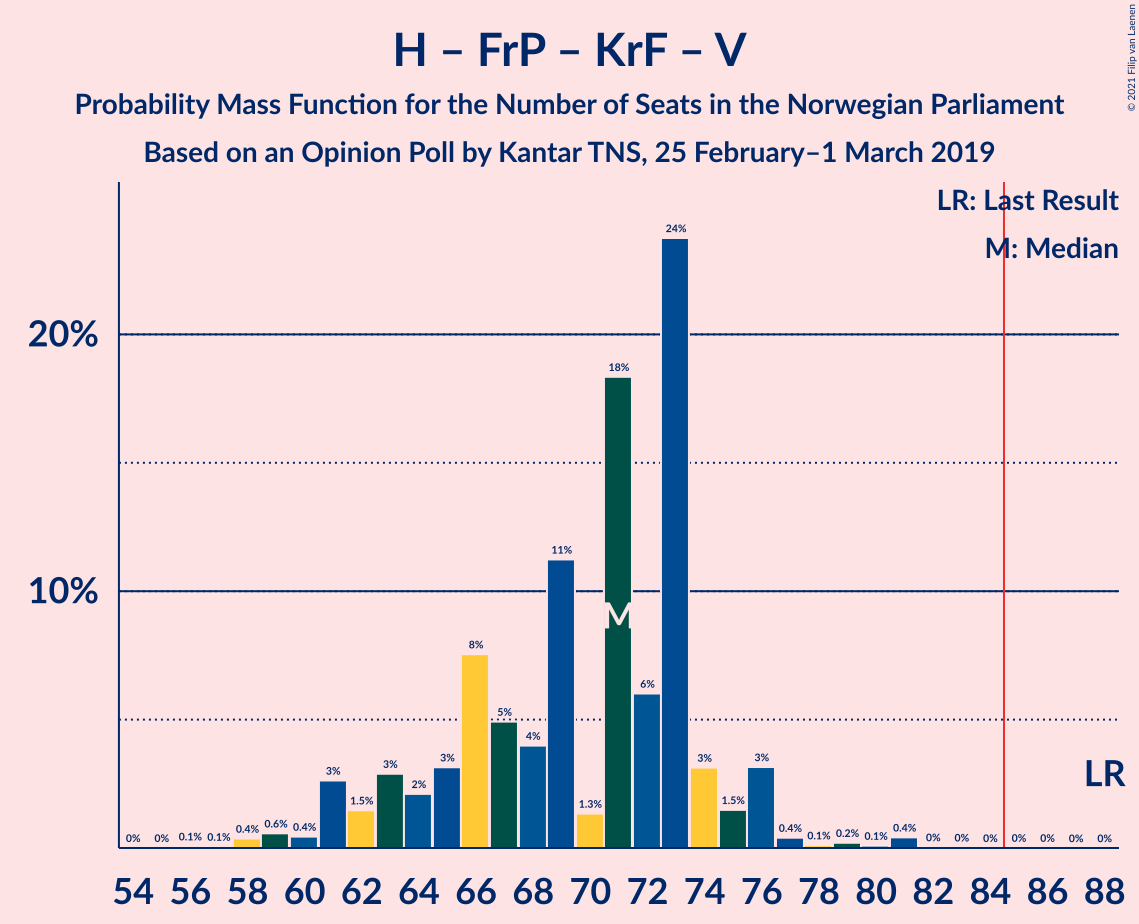 © 2021 Filip van Laenen
H – FrP – KrF – V
Probability Mass Function for the Number of Seats in the Norwegian Parliament
Based on an Opinion Poll by Kantar TNS, 25 February–1 March 2019
LR: Last Result
M: Median
20%
10%
0% 0% 0.1% 0.1% 0.4% 0.6% 0.4% 3% 1.5% 3% 2% 3% 8% 5% 4% 11% 1.3% 18% 6% 24% 3% 1.5% 3% 0.4% 0.1% 0.2% 0.1% 0.4% 0% 0% 0% 0% 0% 0% 0%
M
LR
54 56 58 60 62 64 66 68 70 72 74 76 78 80 82 84 86 88